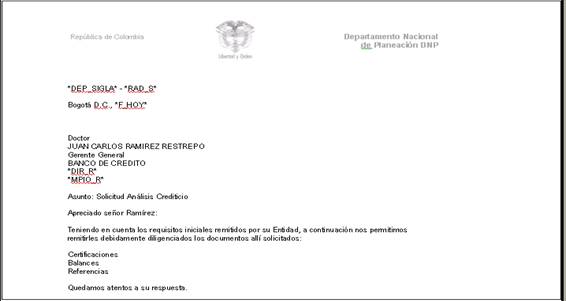 República de Colombia
Libertad y Orden
Departamento Nacional
de Planeación DNP
*DEP_SIGLA* - *RAD_S*
Bogotá D.C., *F_HOY*
Doctor
JUAN CARLOS RAMIREZ RESTREPO
Gerente General
BANCO DE CREDITO
*DIR_R*
*MPIO_R*
Asunto: Solicitud Análisis Crediticio
Apreciado señor Ramírez:
Teniendo en cuenta los requisitos iniciales remitidos por su Entidad, a continuación nos permitimos
remitirles debidamente diligenciados los documentos allí solicitados:
Certificaciones
Balances
Referencias
Quedamos atentos a su respuesta.